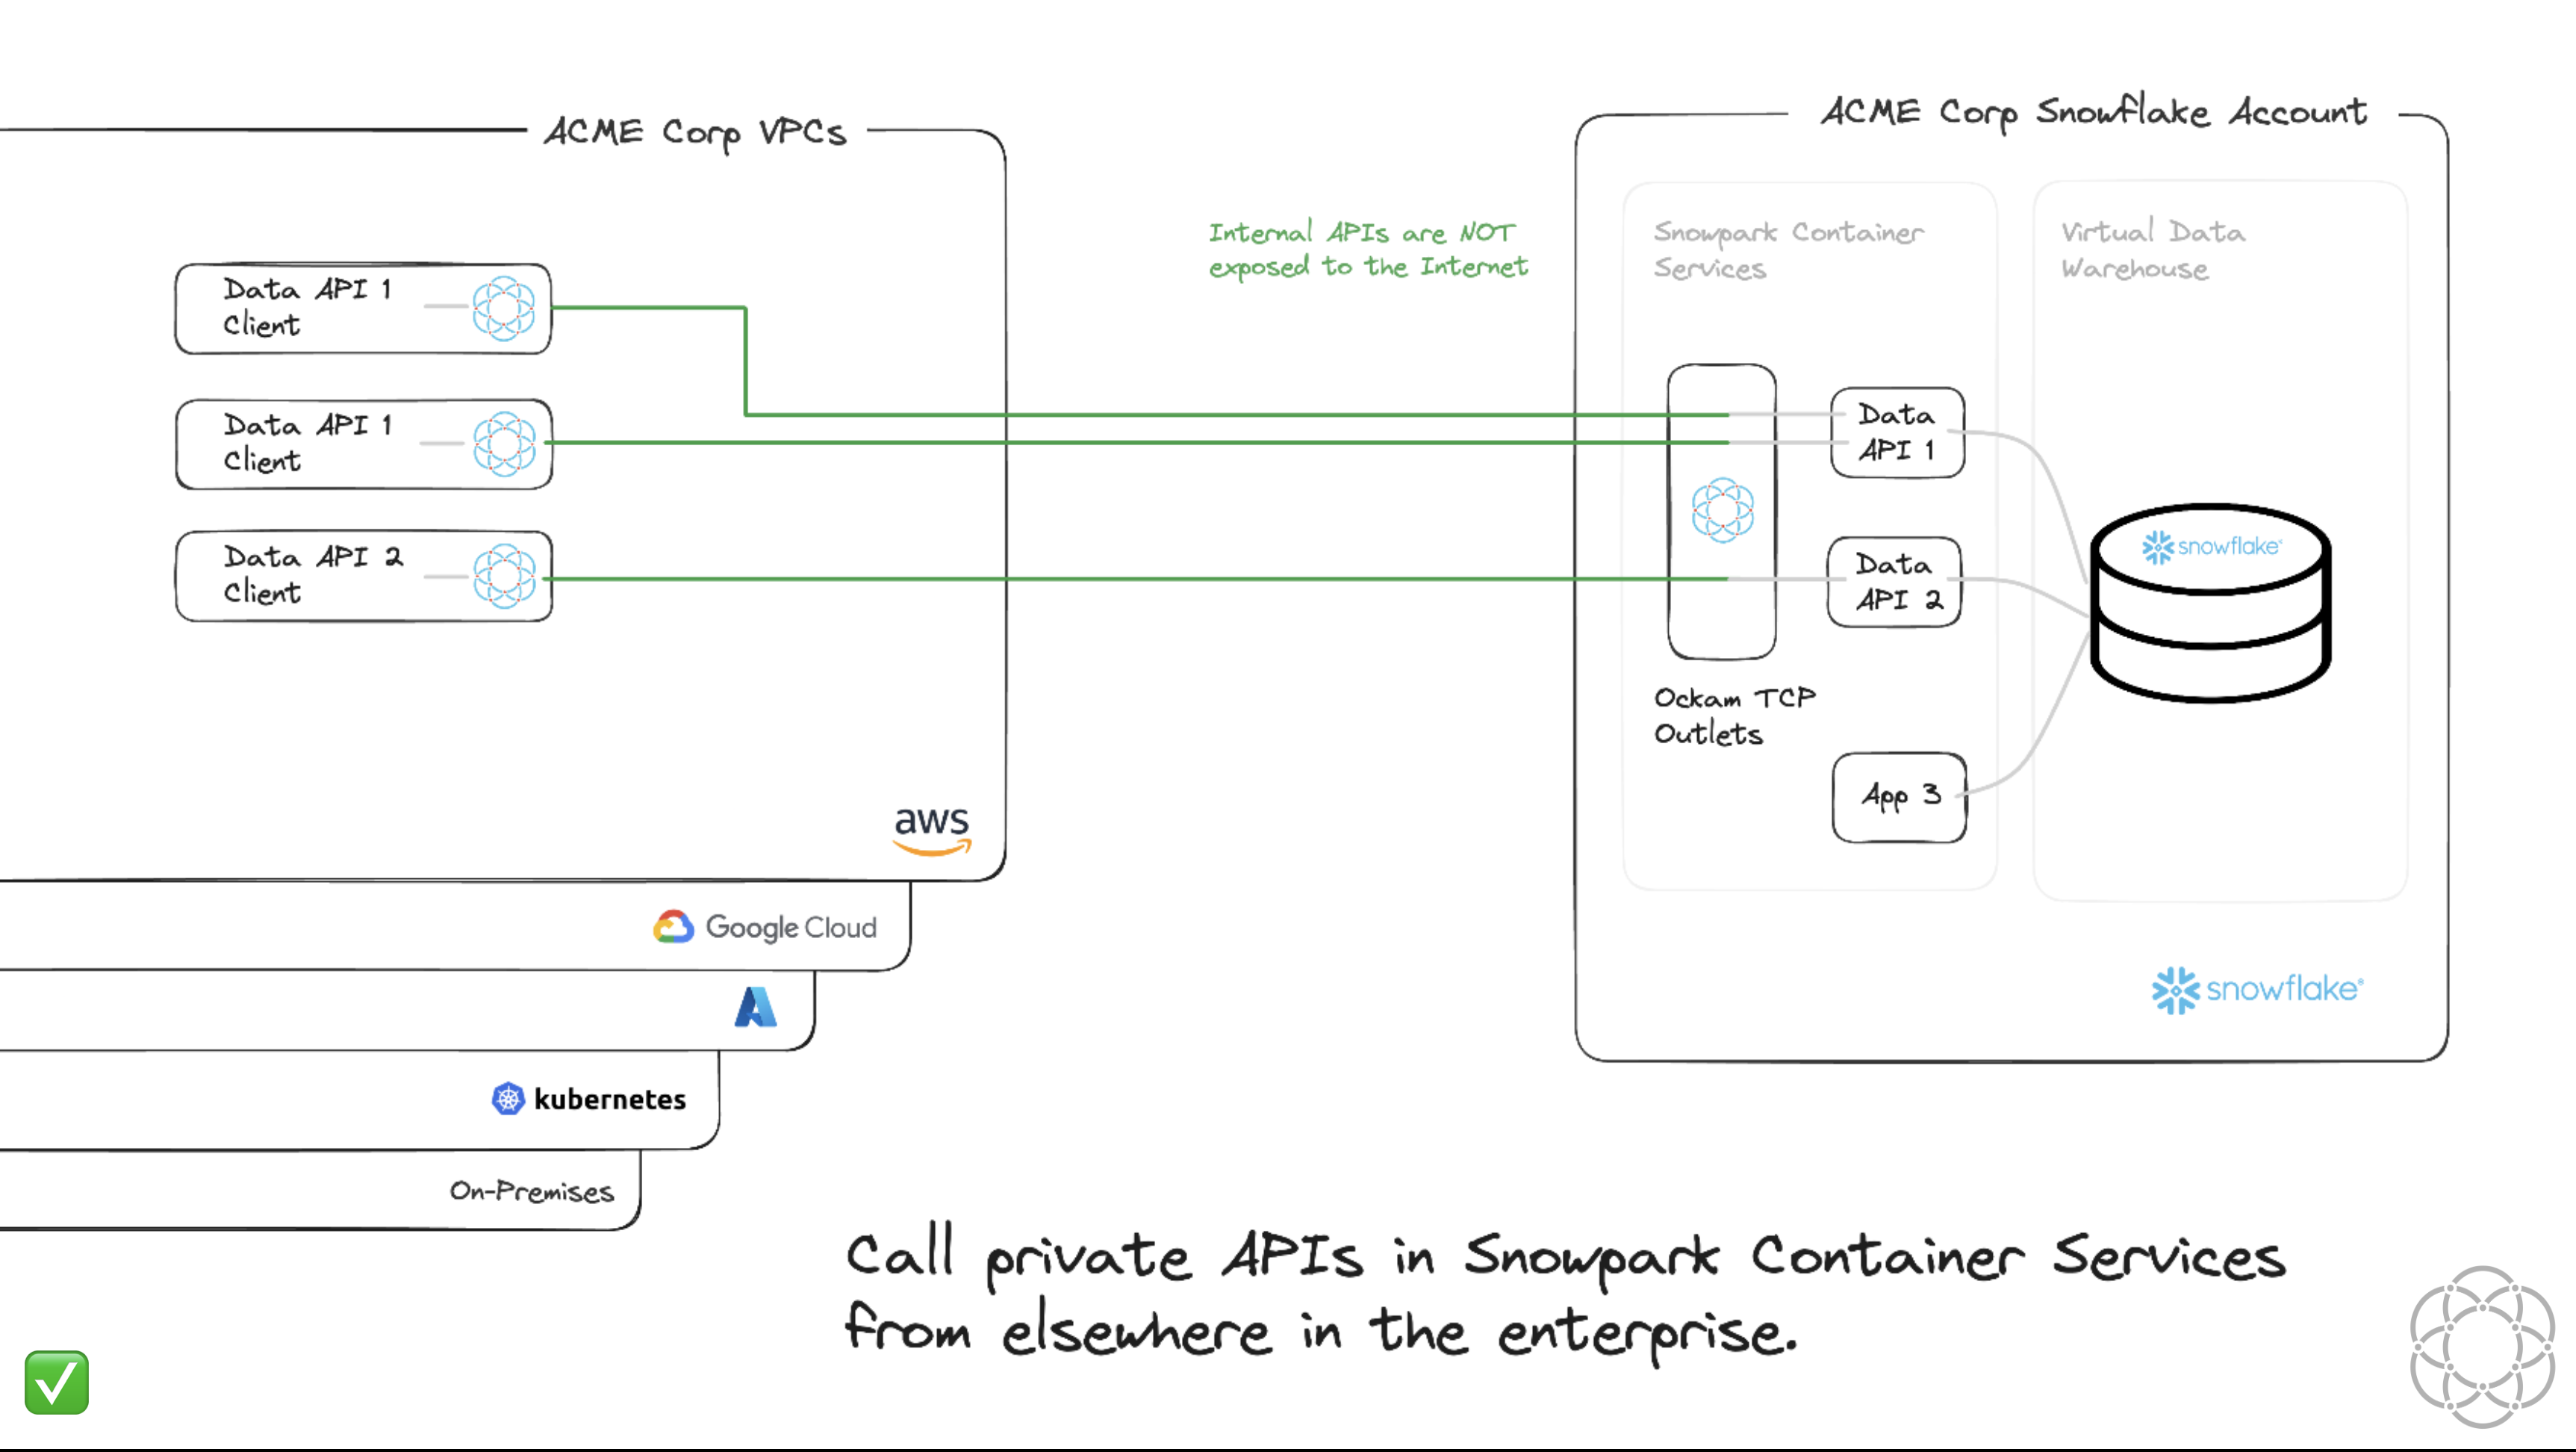 ACME Corp VPCs
Data API 1
Client
Data API 1
Client
Data API 2
Client
aws
Google Cloud
kubernetes
On-Premises
Internal APIs are NOT
exposed to the Internet
ACME Corp Snowflake Account
Snowpark Container
Services
Virtual Data
Warehouse
Data
API 1
Data
API 2
Ockam TCP
Outlets
App 3
snowflake®
snowflake®
Call private APIs in Snowpark Container Services
from elsewhere in the enterprise.